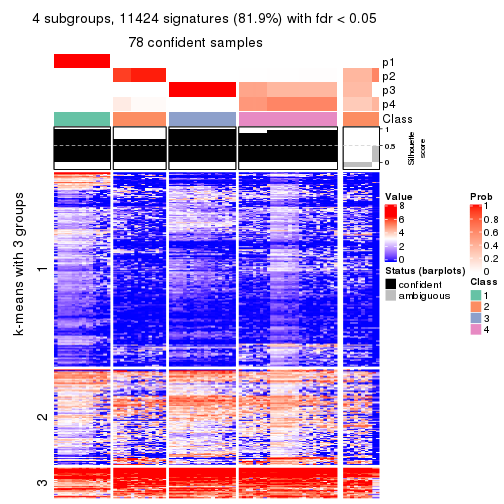 4 subgroups, 11424 signatures (81.9%) with fdr < 0.05
78 confident samples
p1
p2
p3
p4
Class
1
0.5
0
Silhouette
score
k-means with 3 groups
1
2
3
Value
8
6
4
2
0
Status (barplots)
confident
ambiguous
Prob
1
0.8
0.6
0.4
0.2
0
Class
1
2
3
4